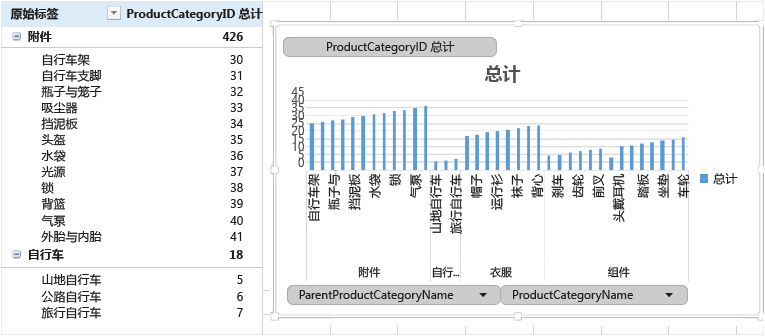 原始标签 ProductCategoryID 总计
附件 426
自行车架 30
自行车支脚 31
瓶子与笼子 32
吸尘器 33
挡泥板 34
头盔 35
水袋 36
光源 37
锁 38
背篮 39
气泵 40
外胎与内胎 41
自行车 18
山地自行车 5
公路自行车 6
旅行自行车 7
ProductCategoryID 总计
总计
45
40
35
30
25
20
15
10
5
0
自行车架 瓶子与 挡泥板 水袋 锁 气泵 山地自行车 旅行自行车 帽子 运行衫 袜子 背心 刹车 齿轮 前叉 头戴耳机 踏板 坐垫 车轮
附件 自行... 衣服 组件
总计
ParentProductCategoryName ProductCategoryName